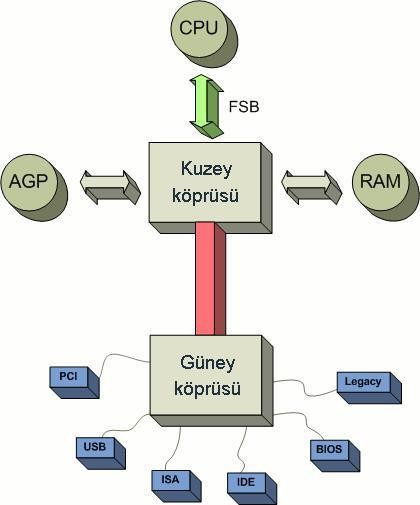 CPU
FSB
AGP
Kuzey
köprüsü
RAM
Güney
köprüsü
PCI
Legacy
USB
BIOS
ISA
IDE